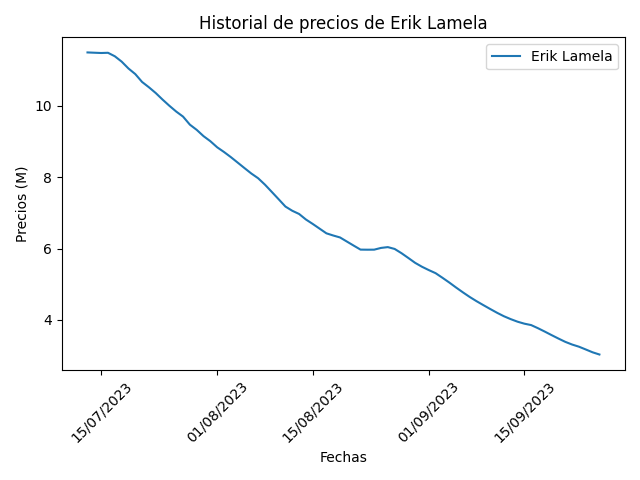 Historial de precios de Erik Lamela
Erik Lamela
Precios (M)
10
8
6
4
15/07/2023
01/08/2023
15/08/2023
01/09/2023
15/09/2023
Fechas